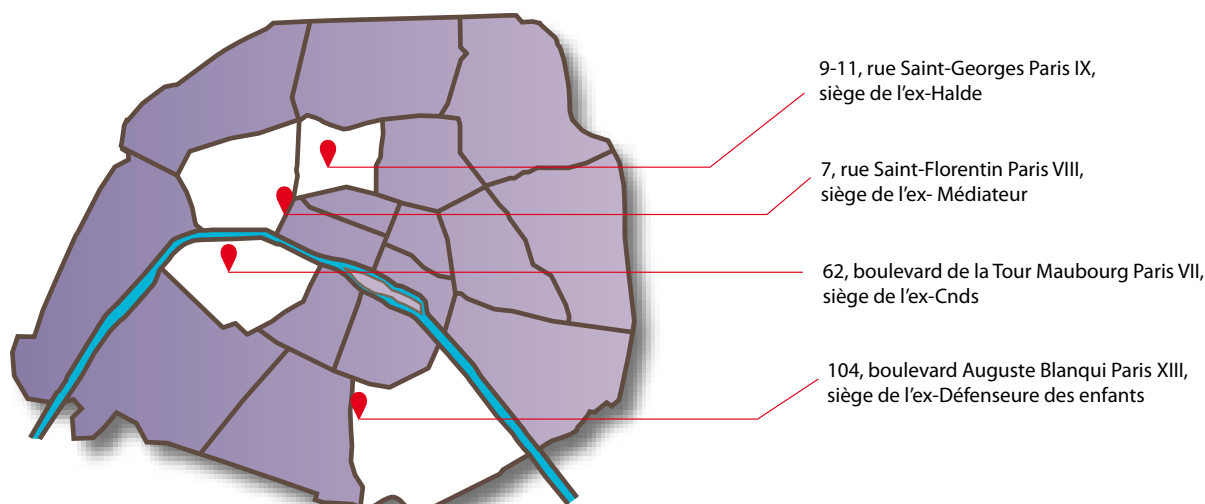 9-11, rue Saint-Georges Paris IX,
siège de l'ex-Halde
7, rue Saint-Florentin Paris VIII,
siège de l'ex- Médiateur
62, boulevard de la Tour Maubourg Paris VII,
siège de l'ex-Cnds
104, boulevard Auguste Blanqui Paris XIII,
siège de l'ex-Défenseure des enfants